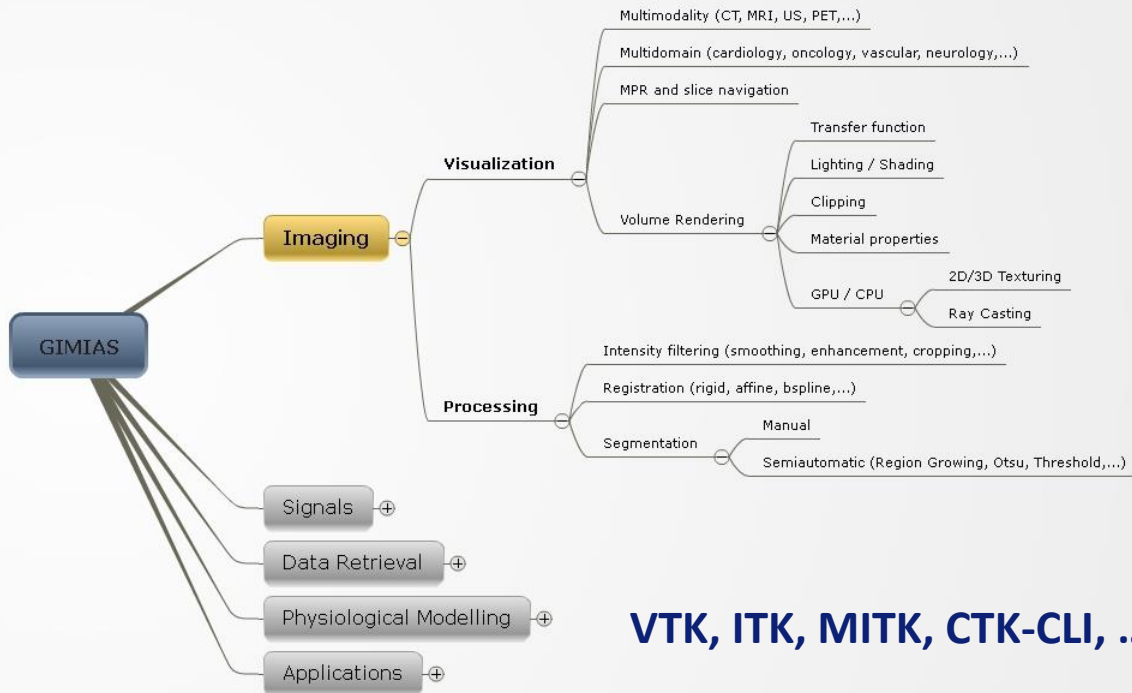 GIMIAS
Imaging
Visualization
Multimodality (CT, MRI, US, PET,...)
Multidomain (cardiology, oncology, vascular, neurology,...)
MPR and slice navigation
Volume Rendering
Transfer function
Lighting / Shading
Clipping
Material properties
GPU / CPU
2D/3D Texturing
Ray Casting
Processing
Intensity filtering (smoothing, enhancement, cropping,...)
Registration (rigid, affine, bspline,...)
Segmentation
Manual
Semiautomatic (Region Growing, Otsu, Threshold,...)
Signals
Data Retrieval
Physiological Modelling
Applications
VTK, ITK, MITK, CTK-CLI, ..